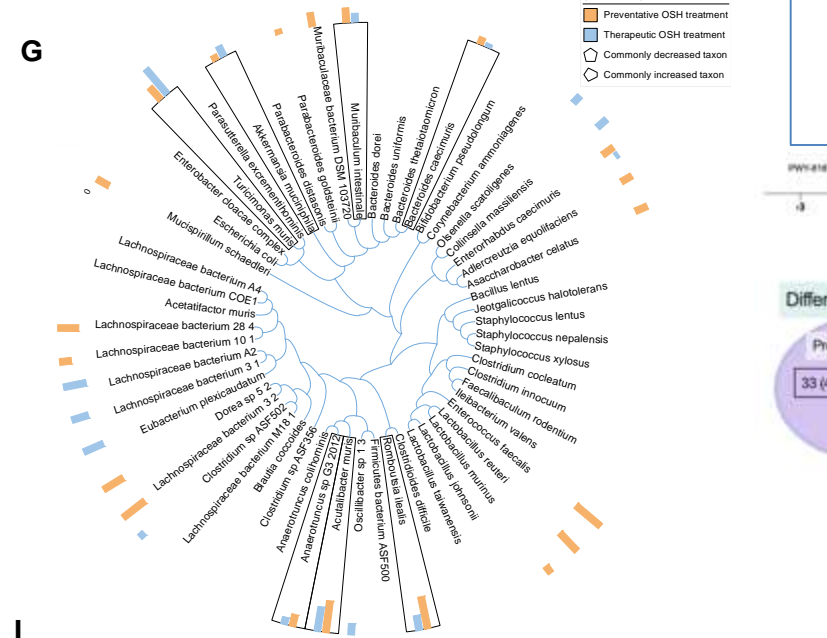 G
Preventative OSH treatment
Therapeutic OSH treatment
Commonly decreased taxon
Commonly increased taxon
0
Mucispirillum schaedleri
Escherichia coli
Enterobacter cloacae complex
Turicimonas muris
Parasutterella excrementihominis
Akkermansia muciniphila
Parabacteroides distasonis
Parabacteroides goldsteinii
Muribaculaceae bacterium DSM 103720
Muribaculum intestinale
Bacteroides dorei
Bacteroides uniformis
Bacteroides thetaiotaomicron
Bacteroides caecimuris
Bifidobacterium pseudolongum
Corynebacterium ammoniagenes
Olsenella scatoligenes
Collinsella massiliensis
Enterorhabdus caecimuris
Adlercreutzia equolifaciens
Asaccharobacter celatus
Bacillus lentus
Jeotgalicoccus halotolerans
Staphylococcus lentus
Staphylococcus nepalensis
Staphylococcus xylosus
Clostridium cocleatum
Clostridium innocuum
Faecalibaculum rodentium
Ileibacterium valens
Enterococcus faecalis
Lactobacillus reuteri
Lactobacillus murinus
Lactobacillus johnsonii
Lactobacillus taiwanensis
Clostridioides difficile
Romboutsia ilealis
Firmicutes bacterium ASF500
Oscillibacter sp 1 3
Acutalibacter muris
Anaerotruncus sp G3 2012
Anaerotruncus colihominis
Clostridium sp ASF356
Blautia coccoides
Lachnospiraceae bacterium M18 1
Clostridium sp ASF502
Lachnospiraceae bacterium 3 2
Dorea sp 5 2
Eubacterium plexicaudatum
Lachnospiraceae bacterium 3 1
Lachnospiraceae bacterium A2
Lachnospiraceae bacterium 10 1
Lachnospiraceae bacterium 28 4
Acetatifactor muris
Lachnospiraceae bacterium COE1
Lachnospiraceae bacterium A4
-3
Differ
Pr
33 (
I